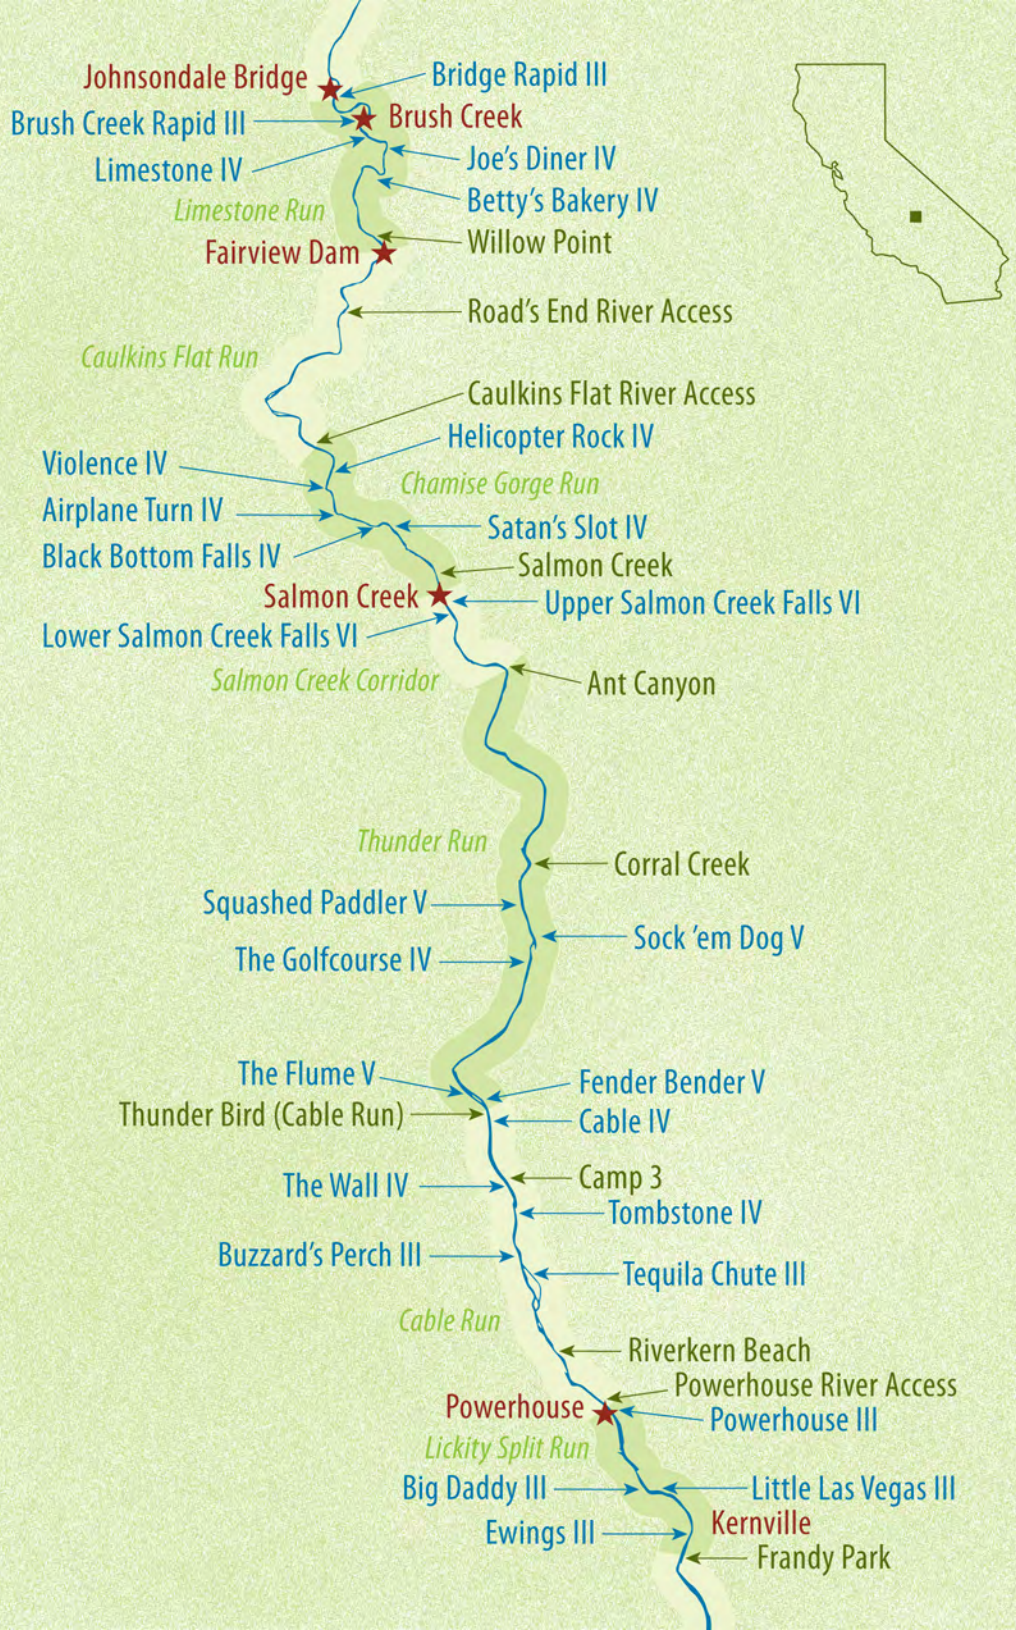 Johnsondale Bridge
Bridge Rapid III
Brush Creek Rapid III
Brush Creek
Limestone IV
Joe's Diner IV
Betty's Bakery IV
Limestone Run
Willow Point
Fairview Dam
Road's End River Access
Caulkins Flat Run
Caulkins Flat River Access
Helicopter Rock IV
Violence IV
Chamise Gorge Run
Airplane Turn IV
Satan's Slot IV
Black Bottom Falls IV
Salmon Creek
Salmon Creek
Upper Salmon Creek Falls VI
Lower Salmon Creek Falls VI
Salmon Creek Corridor
Ant Canyon
Thunder Run
Corral Creek
Squashed Paddler V
Sock 'em Dog V
The Golfcourse IV
The Flume V
Fender Bender V
Thunder Bird (Cable Run)
Cable IV
Camp 3
The Wall IV
Tombstone IV
Buzzard's Perch III
Tequila Chute III
Cable Run
Riverkern Beach
Powerhouse River Access
Powerhouse
Powerhouse III
Lickity Split Run
Big Daddy III
Little Las Vegas III
Kernville
Ewings III
Frandy Park